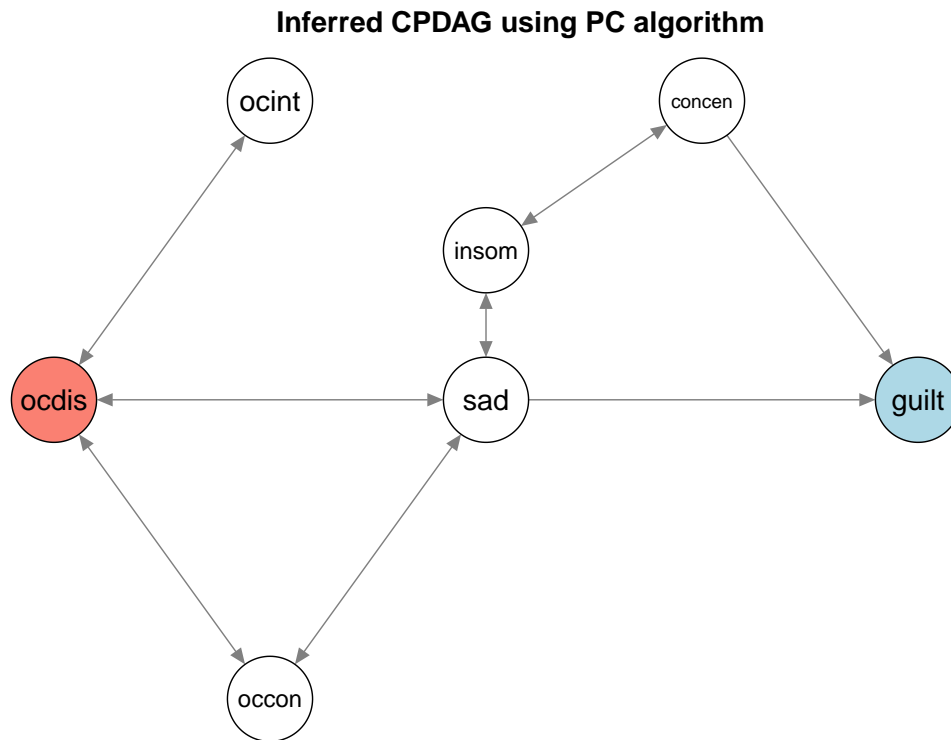 Inferred CPDAG using PC algorithm
ocint
concen
insom
ocdis
sad
guilt
occon